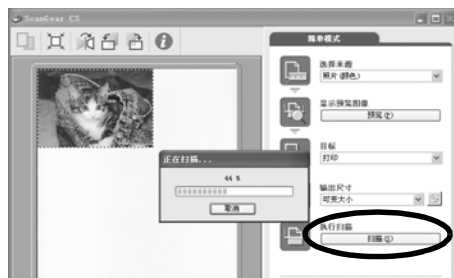 ScanGear CS
简单模式
选择来源
照片(颜色)
显示预览图像
预览(P)
正在扫描...
44 %
取消
目标
打印
输出尺寸
可变大小
执行扫描
扫描(S)